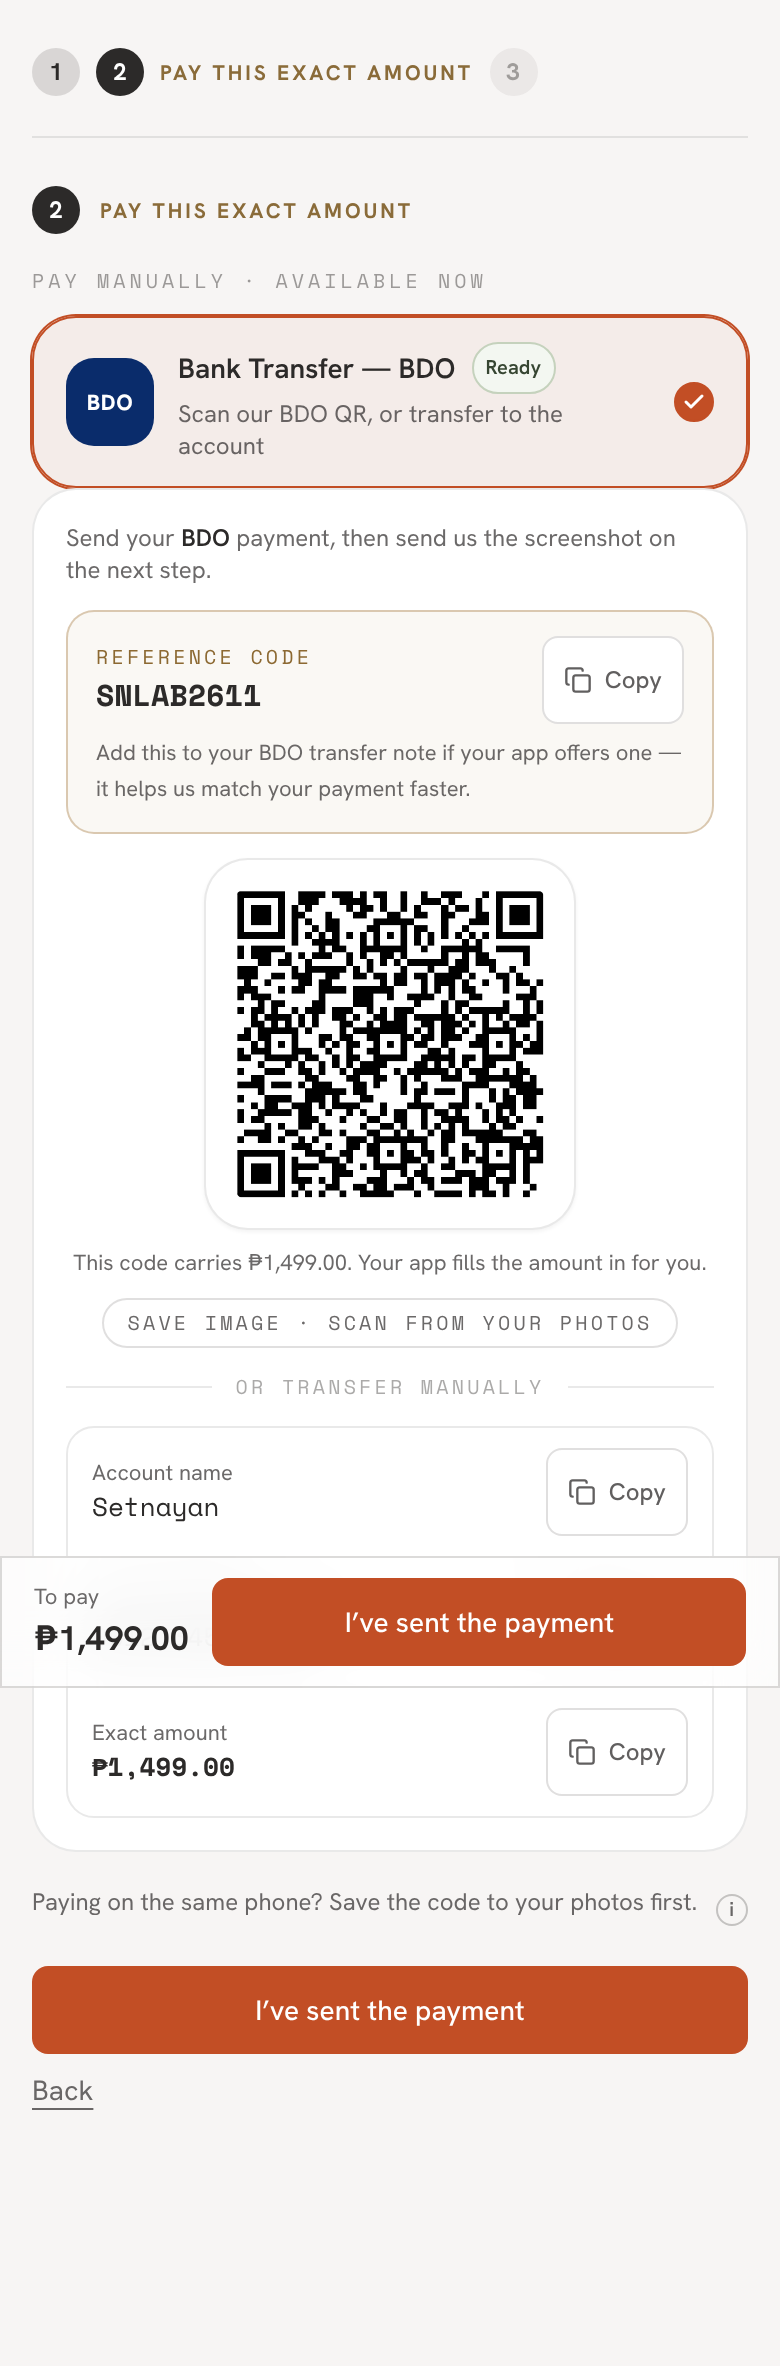 1 2 PAY THIS EXACT AMOUNT 3
2 PAY THIS EXACT AMOUNT
PAY MANUALLY · AVAILABLE NOW
BDO
Bank Transfer — BDO Ready
Scan our BDO QR, or transfer to the
account
Send your BDO payment, then send us the screenshot on
the next step.
REFERENCE CODE
SNLAB2611
Copy
Add this to your BDO transfer note if your app offers one —
it helps us match your payment faster.
This code carries ₱1,499.00. Your app fills the amount in for you.
SAVE IMAGE · SCAN FROM YOUR PHOTOS
OR TRANSFER MANUALLY
Account name
Setnayan
Copy
To pay
₱1,499.00
I’ve sent the payment
Exact amount
₱1,499.00
Copy
Paying on the same phone? Save the code to your photos first. i
I’ve sent the payment
Back